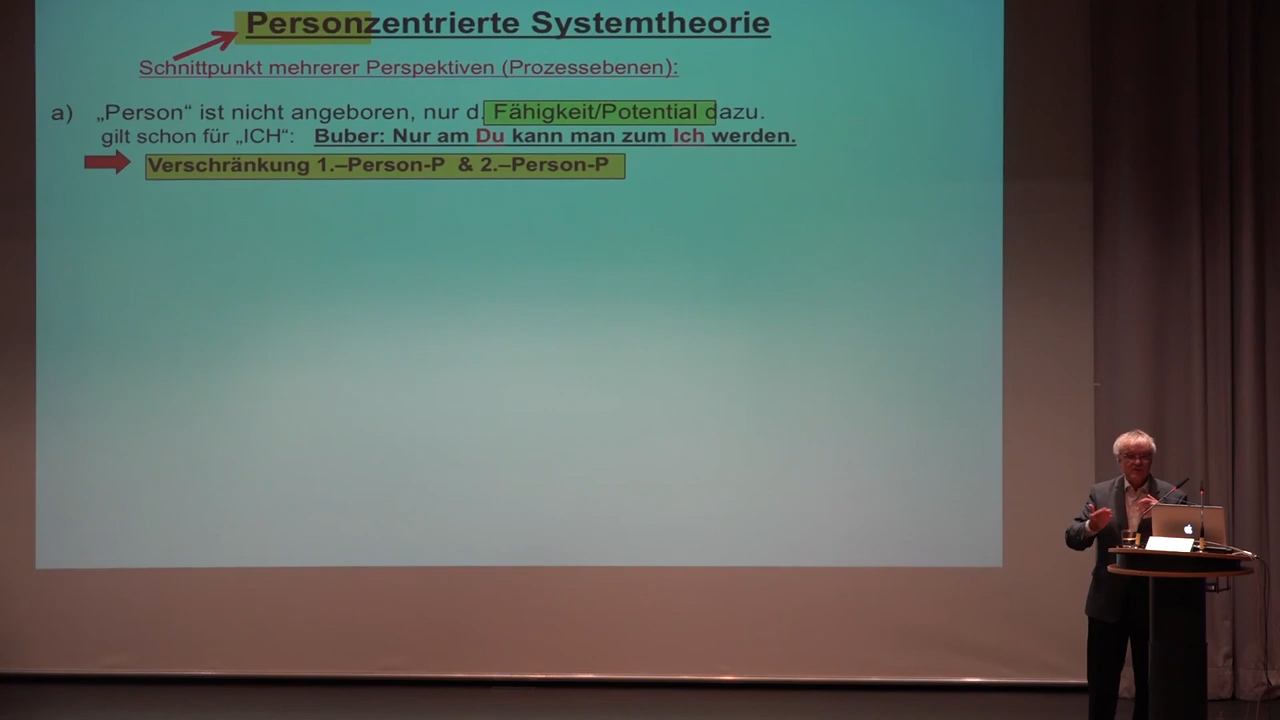 Personzentrierte Systemtheorie
Schnittpunkt mehrerer Perspektiven (Prozessebenen):
a) „Person“ ist nicht angeboren, nur d. Fähigkeit/Potential dazu.
gilt schon für „ICH“: Buber: Nur am Du kann man zum Ich werden.
Verschränkung 1.–Person-P & 2.–Person-P